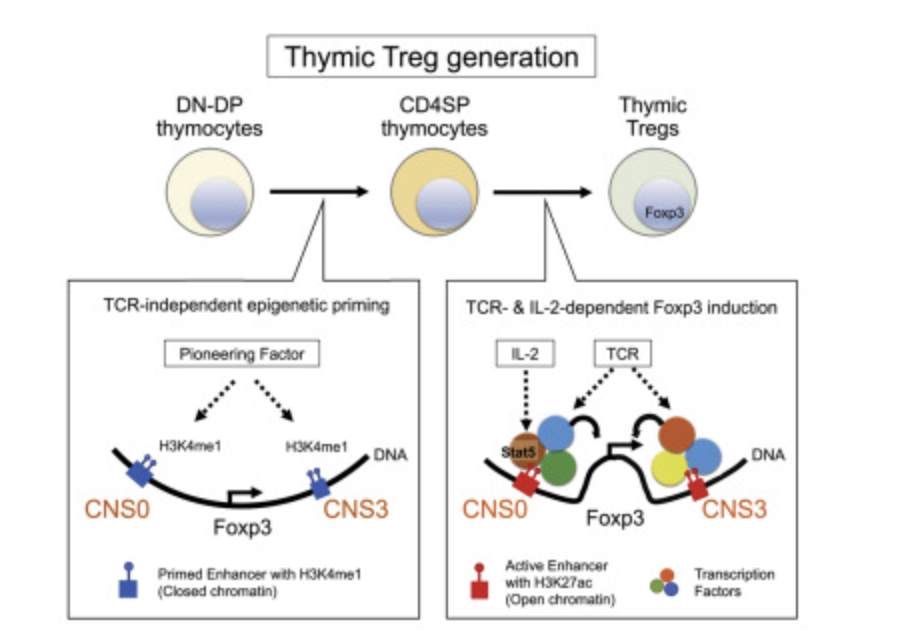 Thymic Treg generation
DN-DP
thymocytes
CD4SP
thymocytes
Thymic
Tregs
Foxp3
TCR-independent epigenetic priming
Pioneering Factor
H3K4me1
H3K4me1
DNA
CNS0
CNS3
Foxp3
Primed Enhancer with H3K4me1
(Closed chromatin)
TCR- & IL-2-dependent Foxp3 induction
IL-2
TCR
Stat5
DNA
CNS0
CNS3
Foxp3
Active Enhancer
with H3K27ac
(Open chromatin)
Transcription
Factors